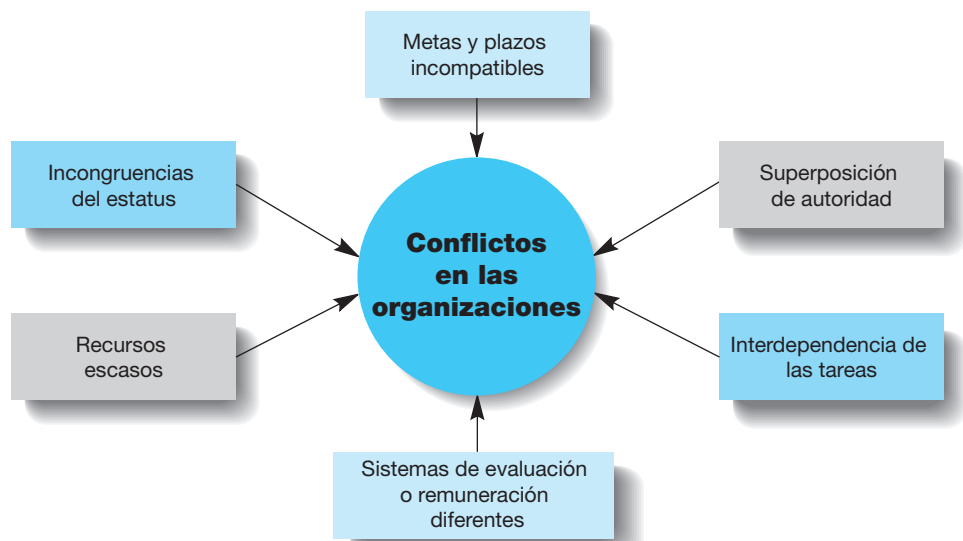 Metas y plazos
incompatibles
Incongruencias
del estatus
Superposición
de autoridad
Conflictos
en las
organizaciones
Recursos
escasos
Interdependencia de
las tareas
Sistemas de evaluación
o remuneración
diferentes